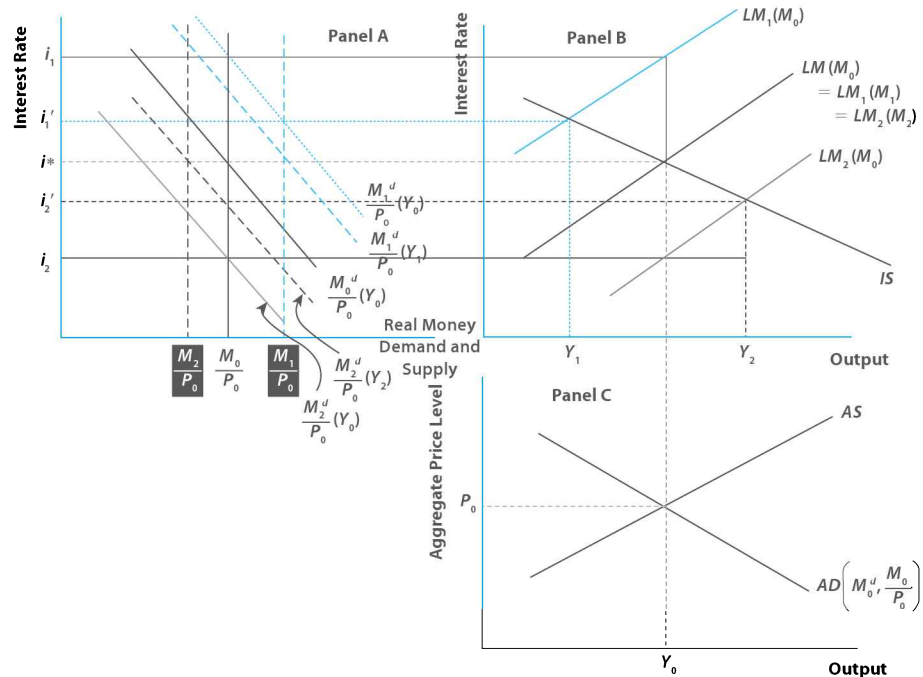 Panel A
Interest Rate
i₁
i₁′
i*
i₂′
i₂
M₁ᵈ/P₀ (Y₀)
M₁ᵈ/P₀ (Y₁)
M₀ᵈ/P₀ (Y₀)
M₂ᵈ/P₀ (Y₂)
M₂ᵈ/P₀ (Y₀)
M₂/P₀
M₀/P₀
M₁/P₀
Real Money
Demand and
Supply
Panel B
Interest Rate
LM₁(M₀)
LM(M₀)
= LM₁(M₁)
= LM₂(M₂)
LM₂(M₀)
IS
Y₁
Y₂
Output
Panel C
Aggregate Price Level
AS
P₀
AD(M₀ᵈ, M₀/P₀)
Y₀
Output